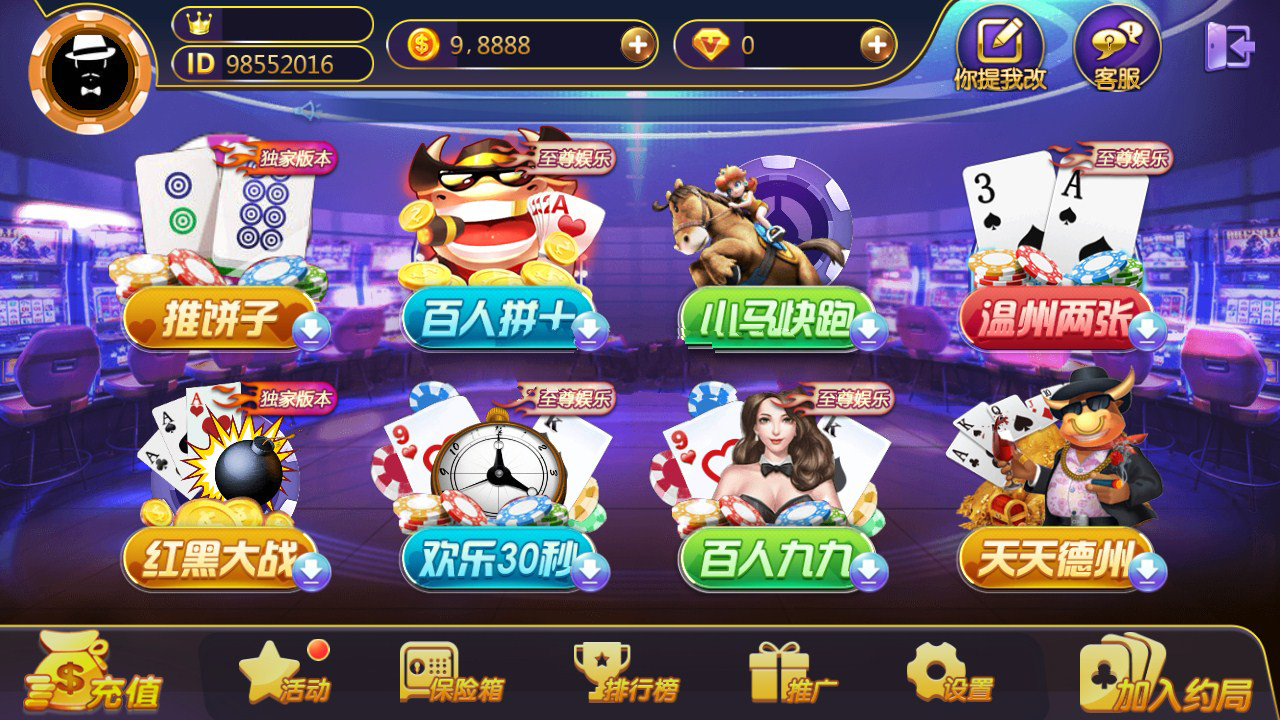 ID 98552016
9,8888
0
你提我改
客服
独家版本
至尊娱乐
至尊娱乐
推饼子
百人拼十
小马快跑
温州两张
独家版本
至尊娱乐
至尊娱乐
红黑大战
欢乐30秒
百人九九
天天德州
充值
活动
保险箱
排行榜
推广
设置
加入约局